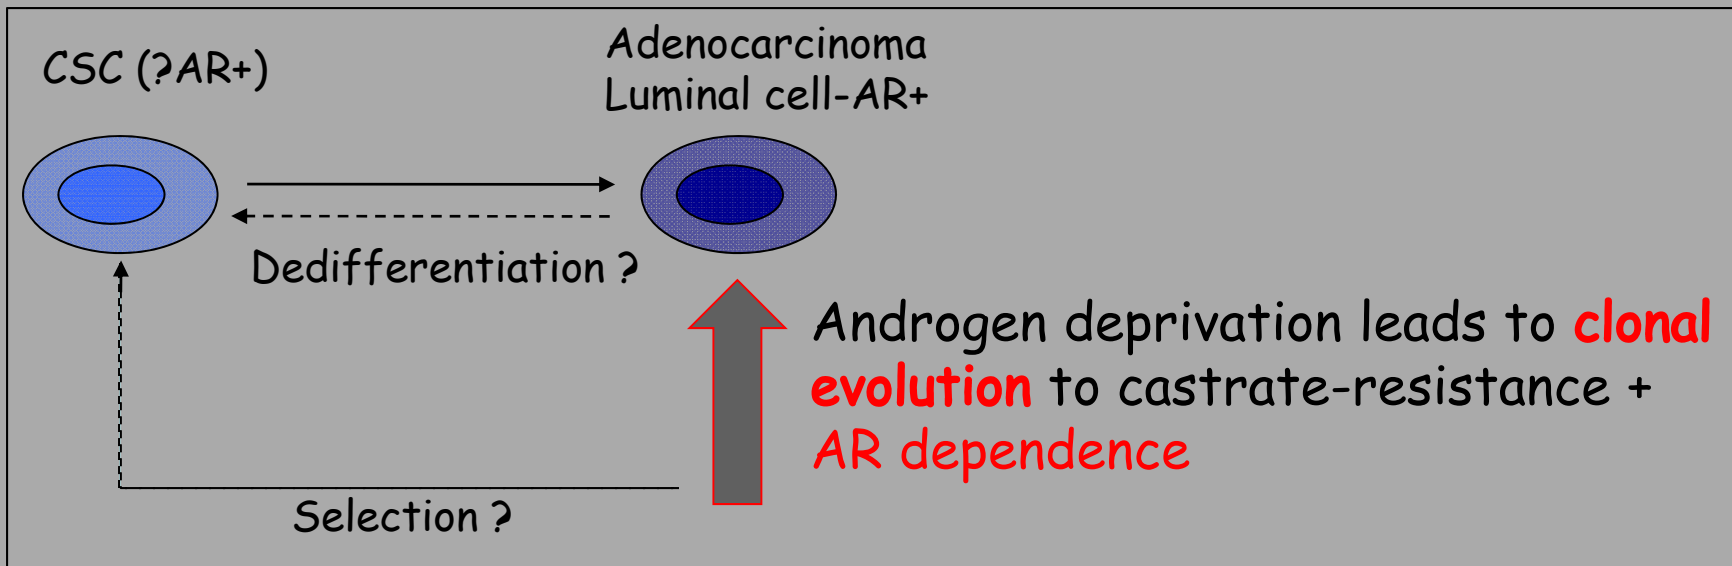 CSC (?AR+)
Adenocarcinoma
Luminal cell-AR+
Dedifferentiation ?
Androgen deprivation leads to clonal
evolution to castrate-resistance +
AR dependence
Selection ?